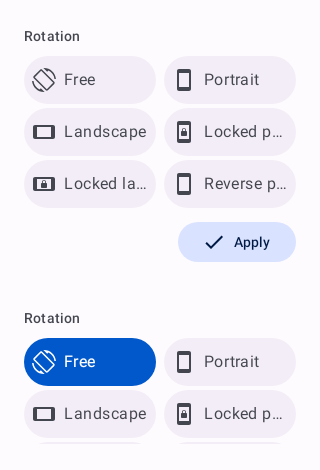 Rotation
Free
Portrait
Landscape
Locked p...
Locked la...
Reverse p...
Apply
Rotation
Free
Portrait
Landscape
Locked p...